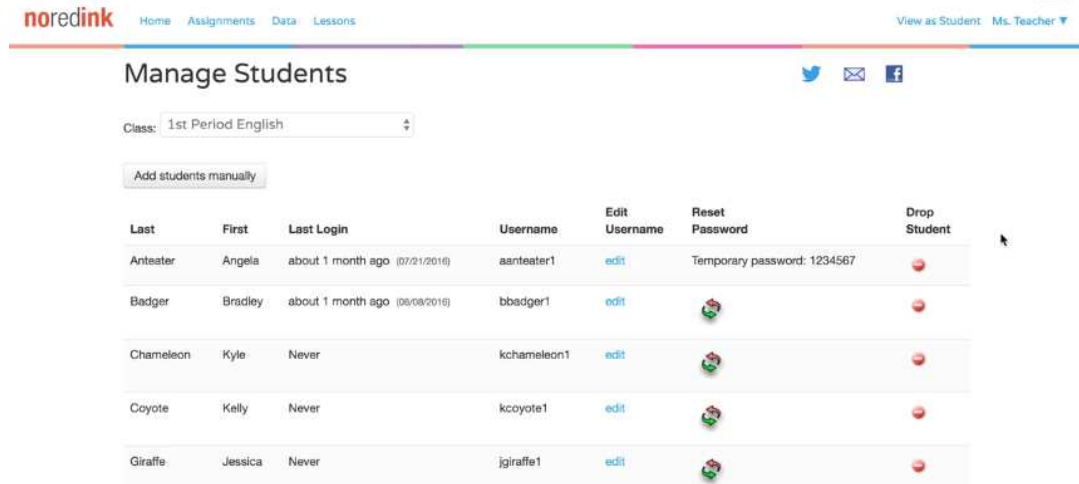 noredink Home Assignments Data Lessons View as Student Ms. Teacher ▼
Manage Students
Class: 1st Period English
Add students manually
Last First Last Login Username Edit Username Reset Password Drop Student
Anteater Angela about 1 month ago (07/21/2016) aanteater1 edit Temporary password: 1234567
Badger Bradley about 1 month ago (08/08/2016) bbadger1 edit
Chameleon Kyle Never kchameleon1 edit
Coyote Kelly Never kcoyote1 edit
Giraffe Jessica Never jgiraffe1 edit